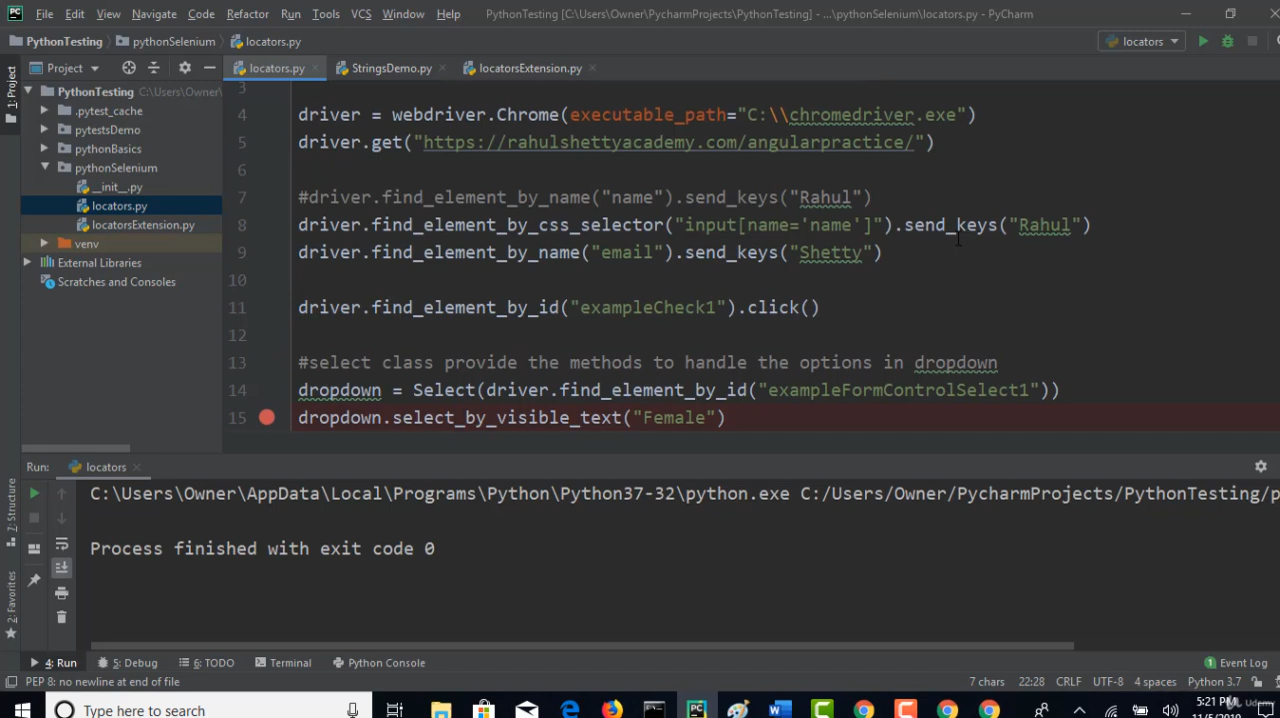 PC File Edit View Navigate Code Refactor Run Tools VCS Window Help PythonTesting [C:\Users\Owner\PycharmProjects\PythonTesting] - ...\pythonSelenium\locators.py - PyCharm
PythonTesting pythonSelenium locators.py locators
1: Project
Project locators.py StringsDemo.py locatorsExtension.py
PythonTesting C:\Users\Owner\
.pytest_cache
pytestsDemo
pythonBasics
pythonSelenium
__init__.py
locators.py
locatorsExtension.py
venv
External Libraries
Scratches and Consoles
3
4 driver = webdriver.Chrome(executable_path="C:\\chromedriver.exe")
5 driver.get("https://rahulshettyacademy.com/angularpractice/")
6
7 #driver.find_element_by_name("name").send_keys("Rahul")
8 driver.find_element_by_css_selector("input[name='name']").send_keys("Rahul")
9 driver.find_element_by_name("email").send_keys("Shetty")
10
11 driver.find_element_by_id("exampleCheck1").click()
12
13 #select class provide the methods to handle the options in dropdown
14 dropdown = Select(driver.find_element_by_id("exampleFormControlSelect1"))
15 dropdown.select_by_visible_text("Female")
Run: locators
C:\Users\Owner\AppData\Local\Programs\Python\Python37-32\python.exe C:/Users/Owner/PycharmProjects/PythonTesting/p
Process finished with exit code 0
7: Structure
2: Favorites
4: Run 5: Debug 6: TODO Terminal Python Console 1 Event Log
PEP 8: no newline at end of file 7 chars 22:28 CRLF UTF-8 4 spaces Python 3.7
Type here to search
5:21 PM